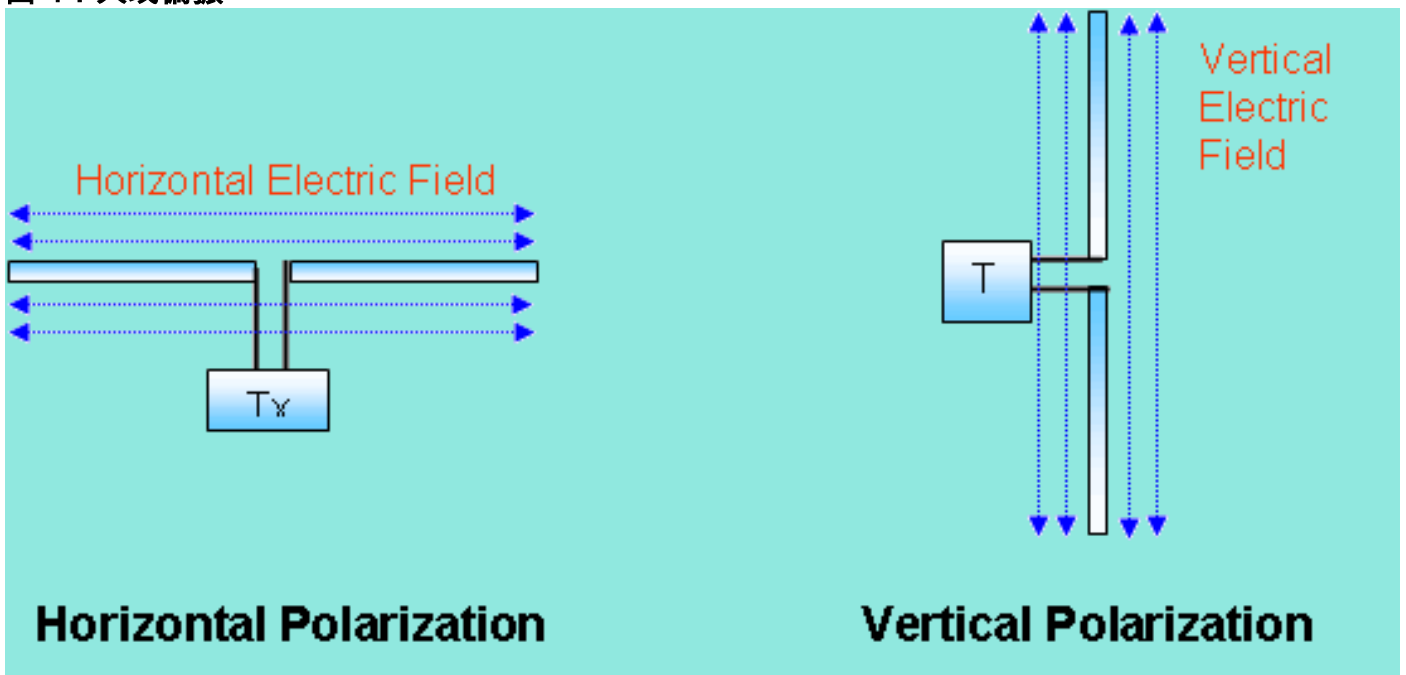 Horizontal Electric Field
Tx
Horizontal Polarization
Vertical
Electric
Field
T
Vertical Polarization